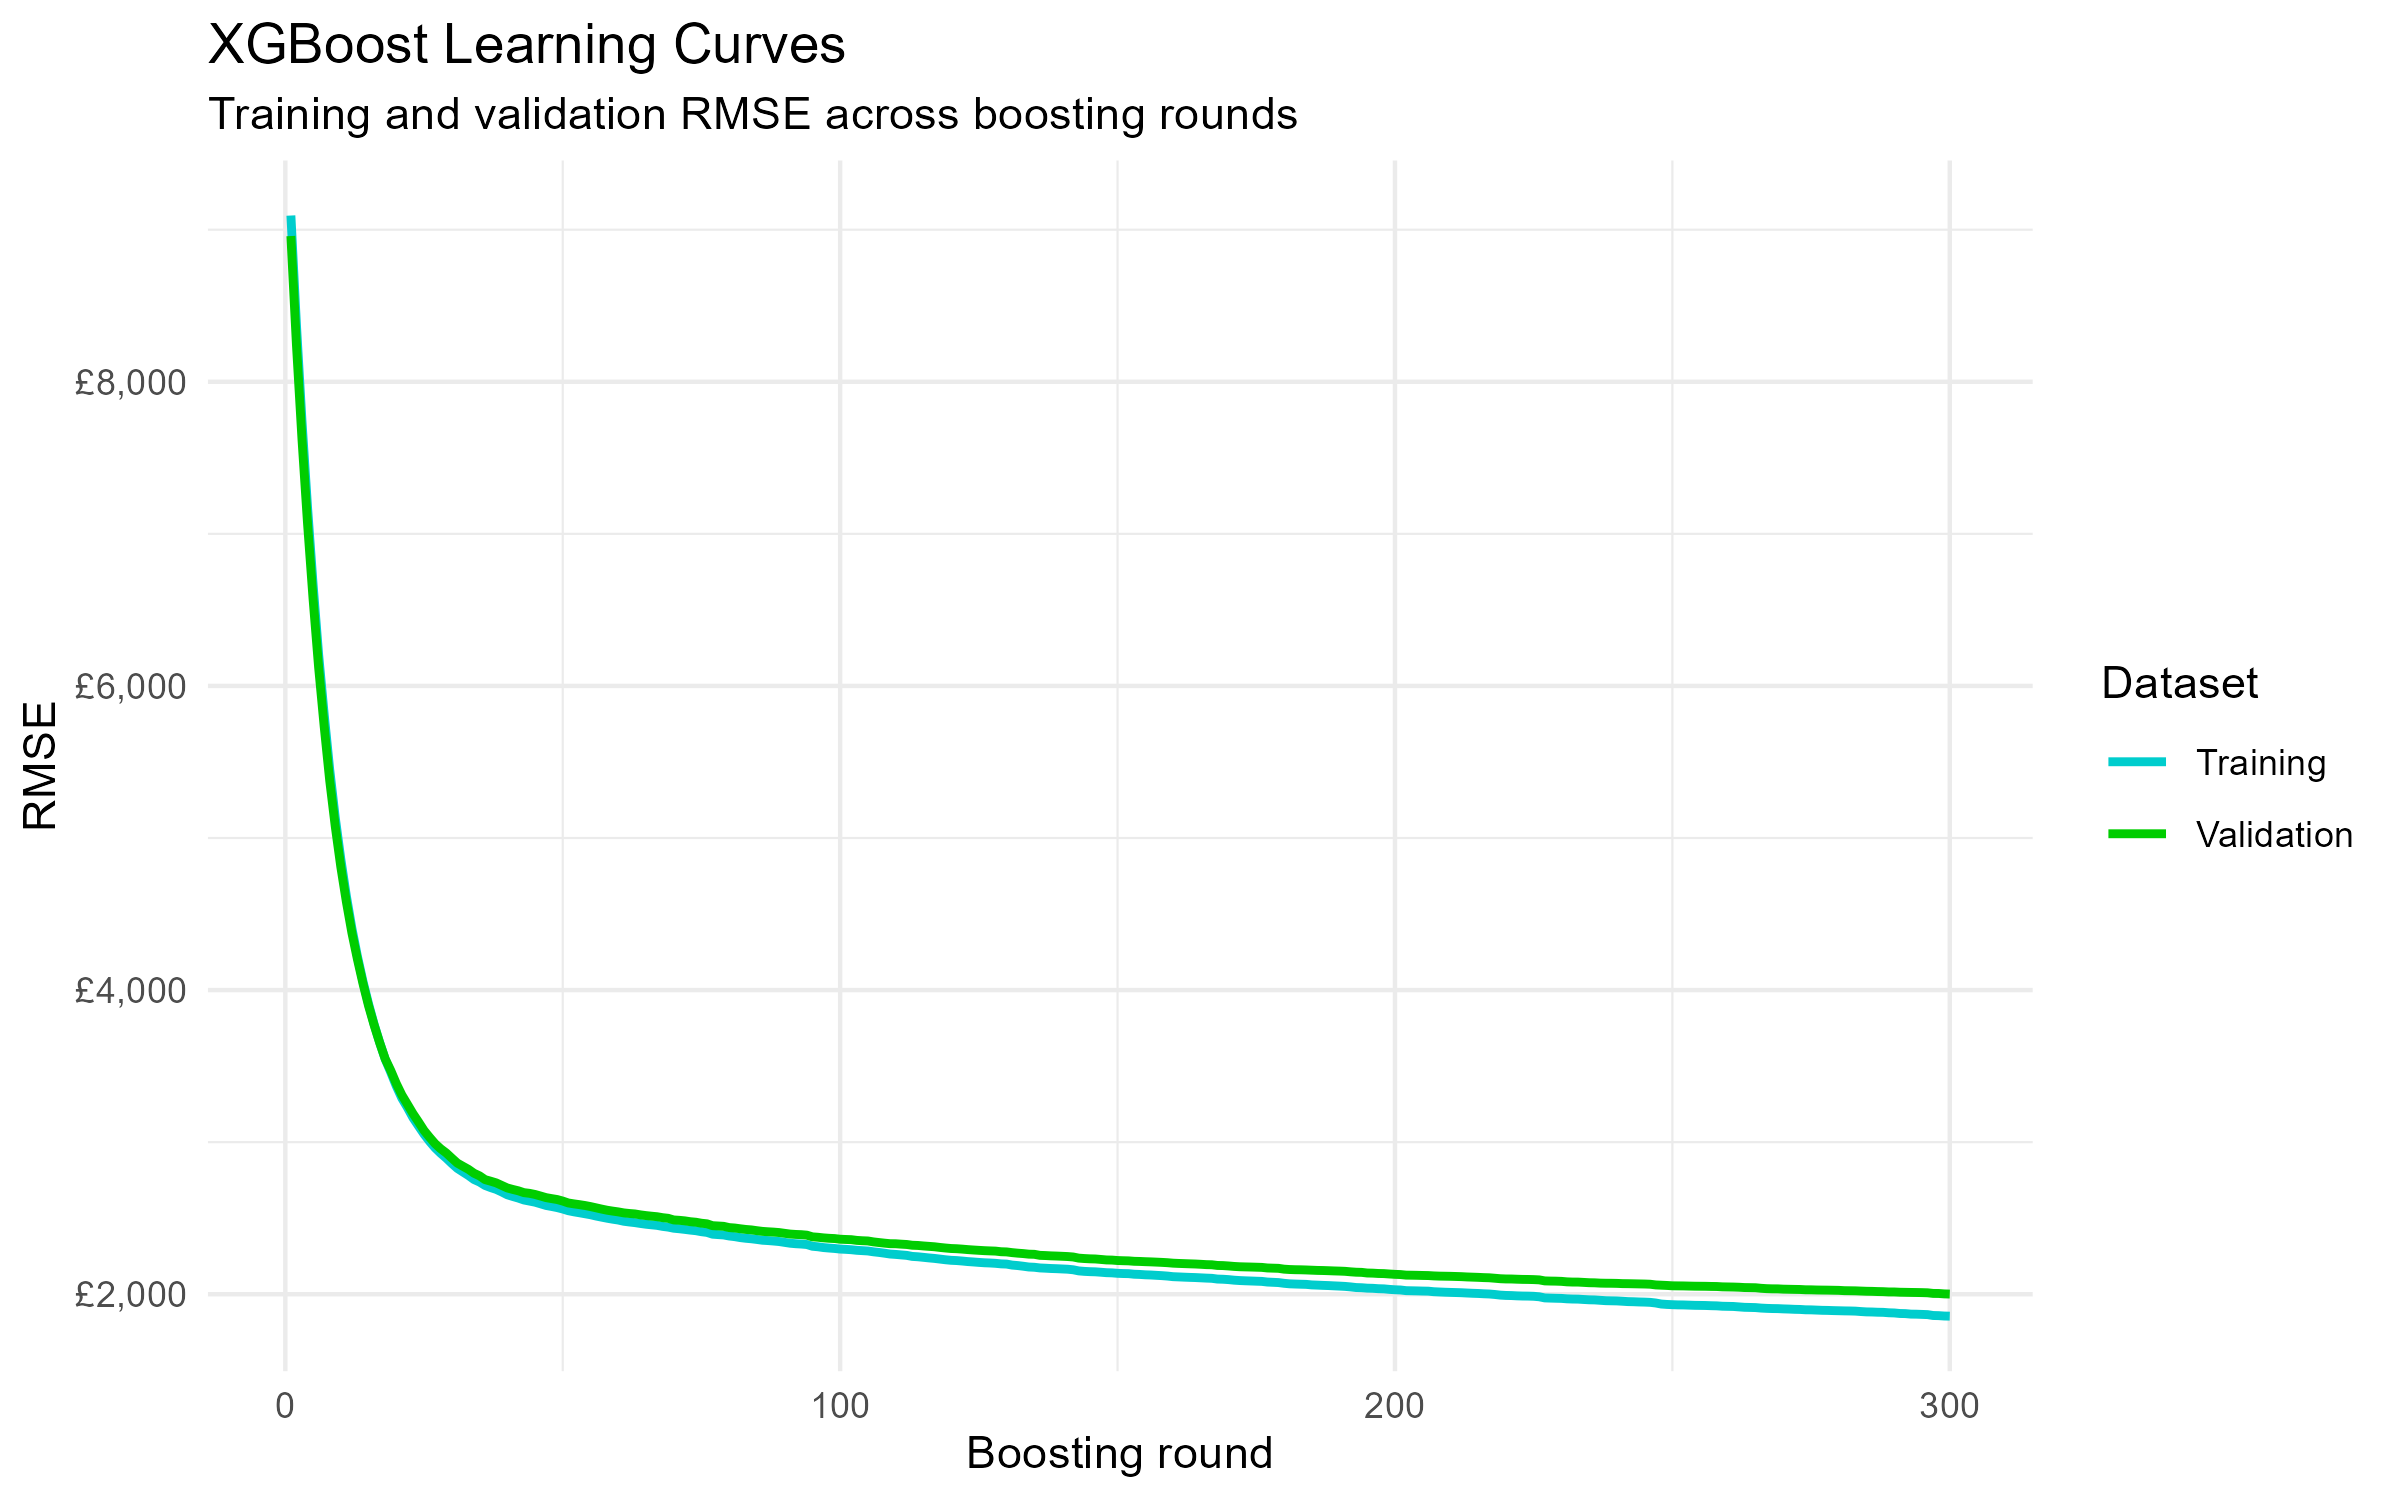 XGBoost Learning Curves
Training and validation RMSE across boosting rounds
RMSE
£8,000
£6,000
£4,000
£2,000
0 100 200 300
Boosting round
Dataset
Training
Validation